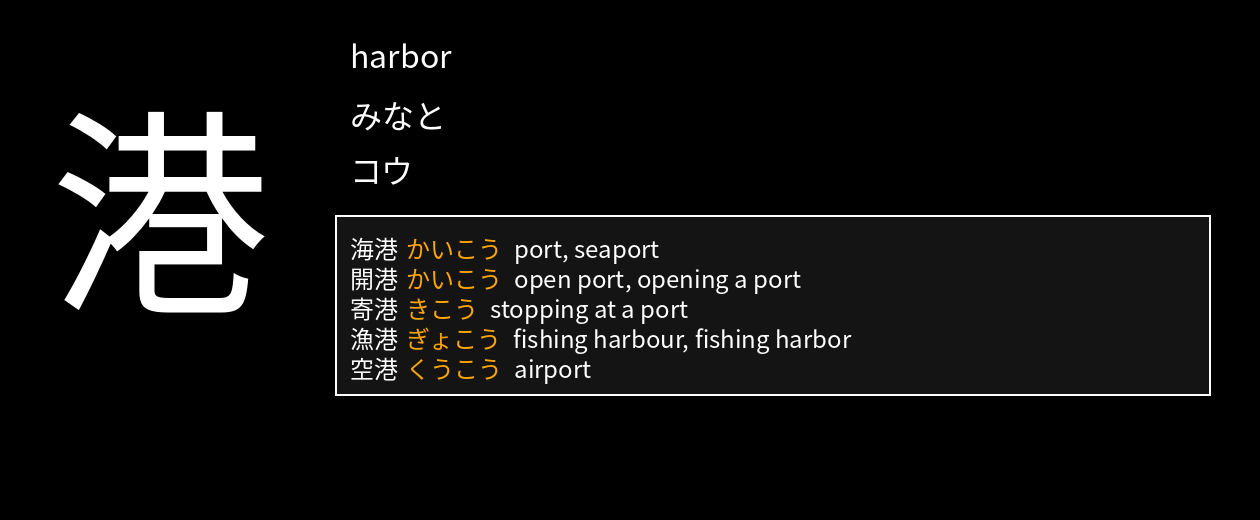 港
harbor
みなと
コウ
海港 かいこう port, seaport
開港 かいこう open port, opening a port
寄港 きこう stopping at a port
漁港 ぎょこう fishing harbour, fishing harbor
空港 くうこう airport